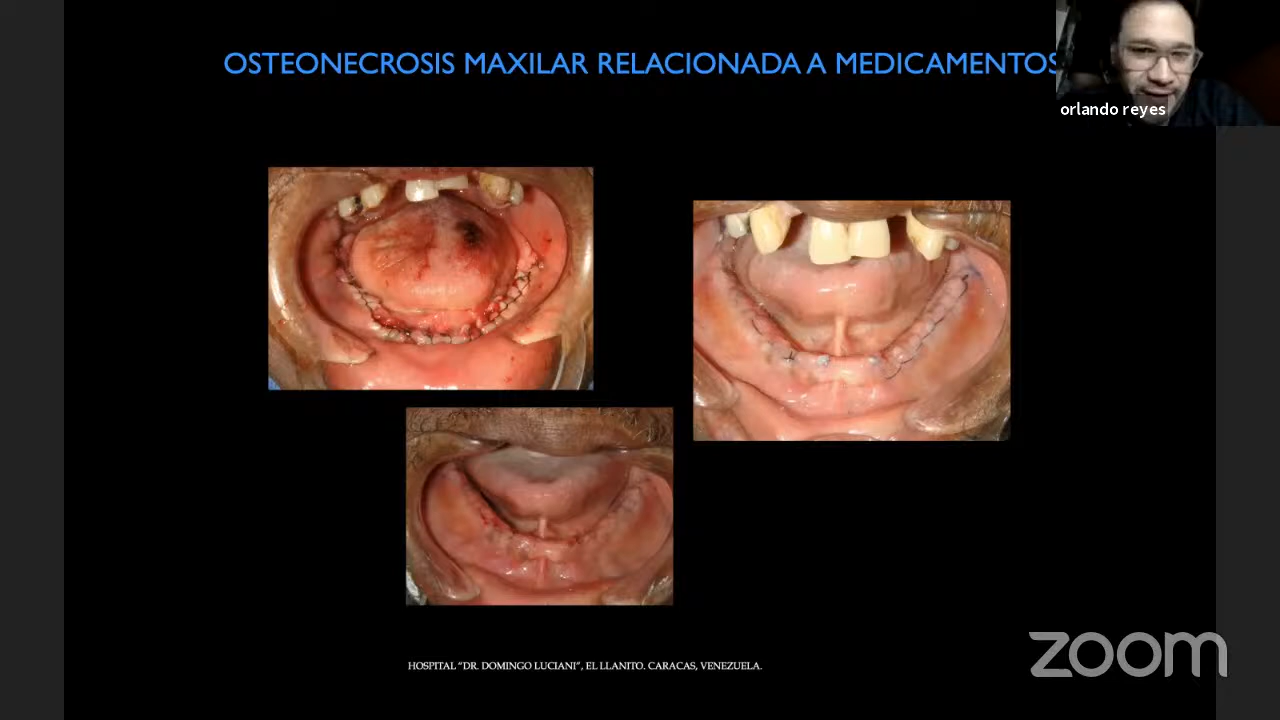 OSTEONECROSIS MAXILAR RELACIONADA A MEDICAMENTOS
orlando reyes
HOSPITAL “DR. DOMINGO LUCIANI”, EL LLANITO. CARACAS, VENEZUELA.
zoom